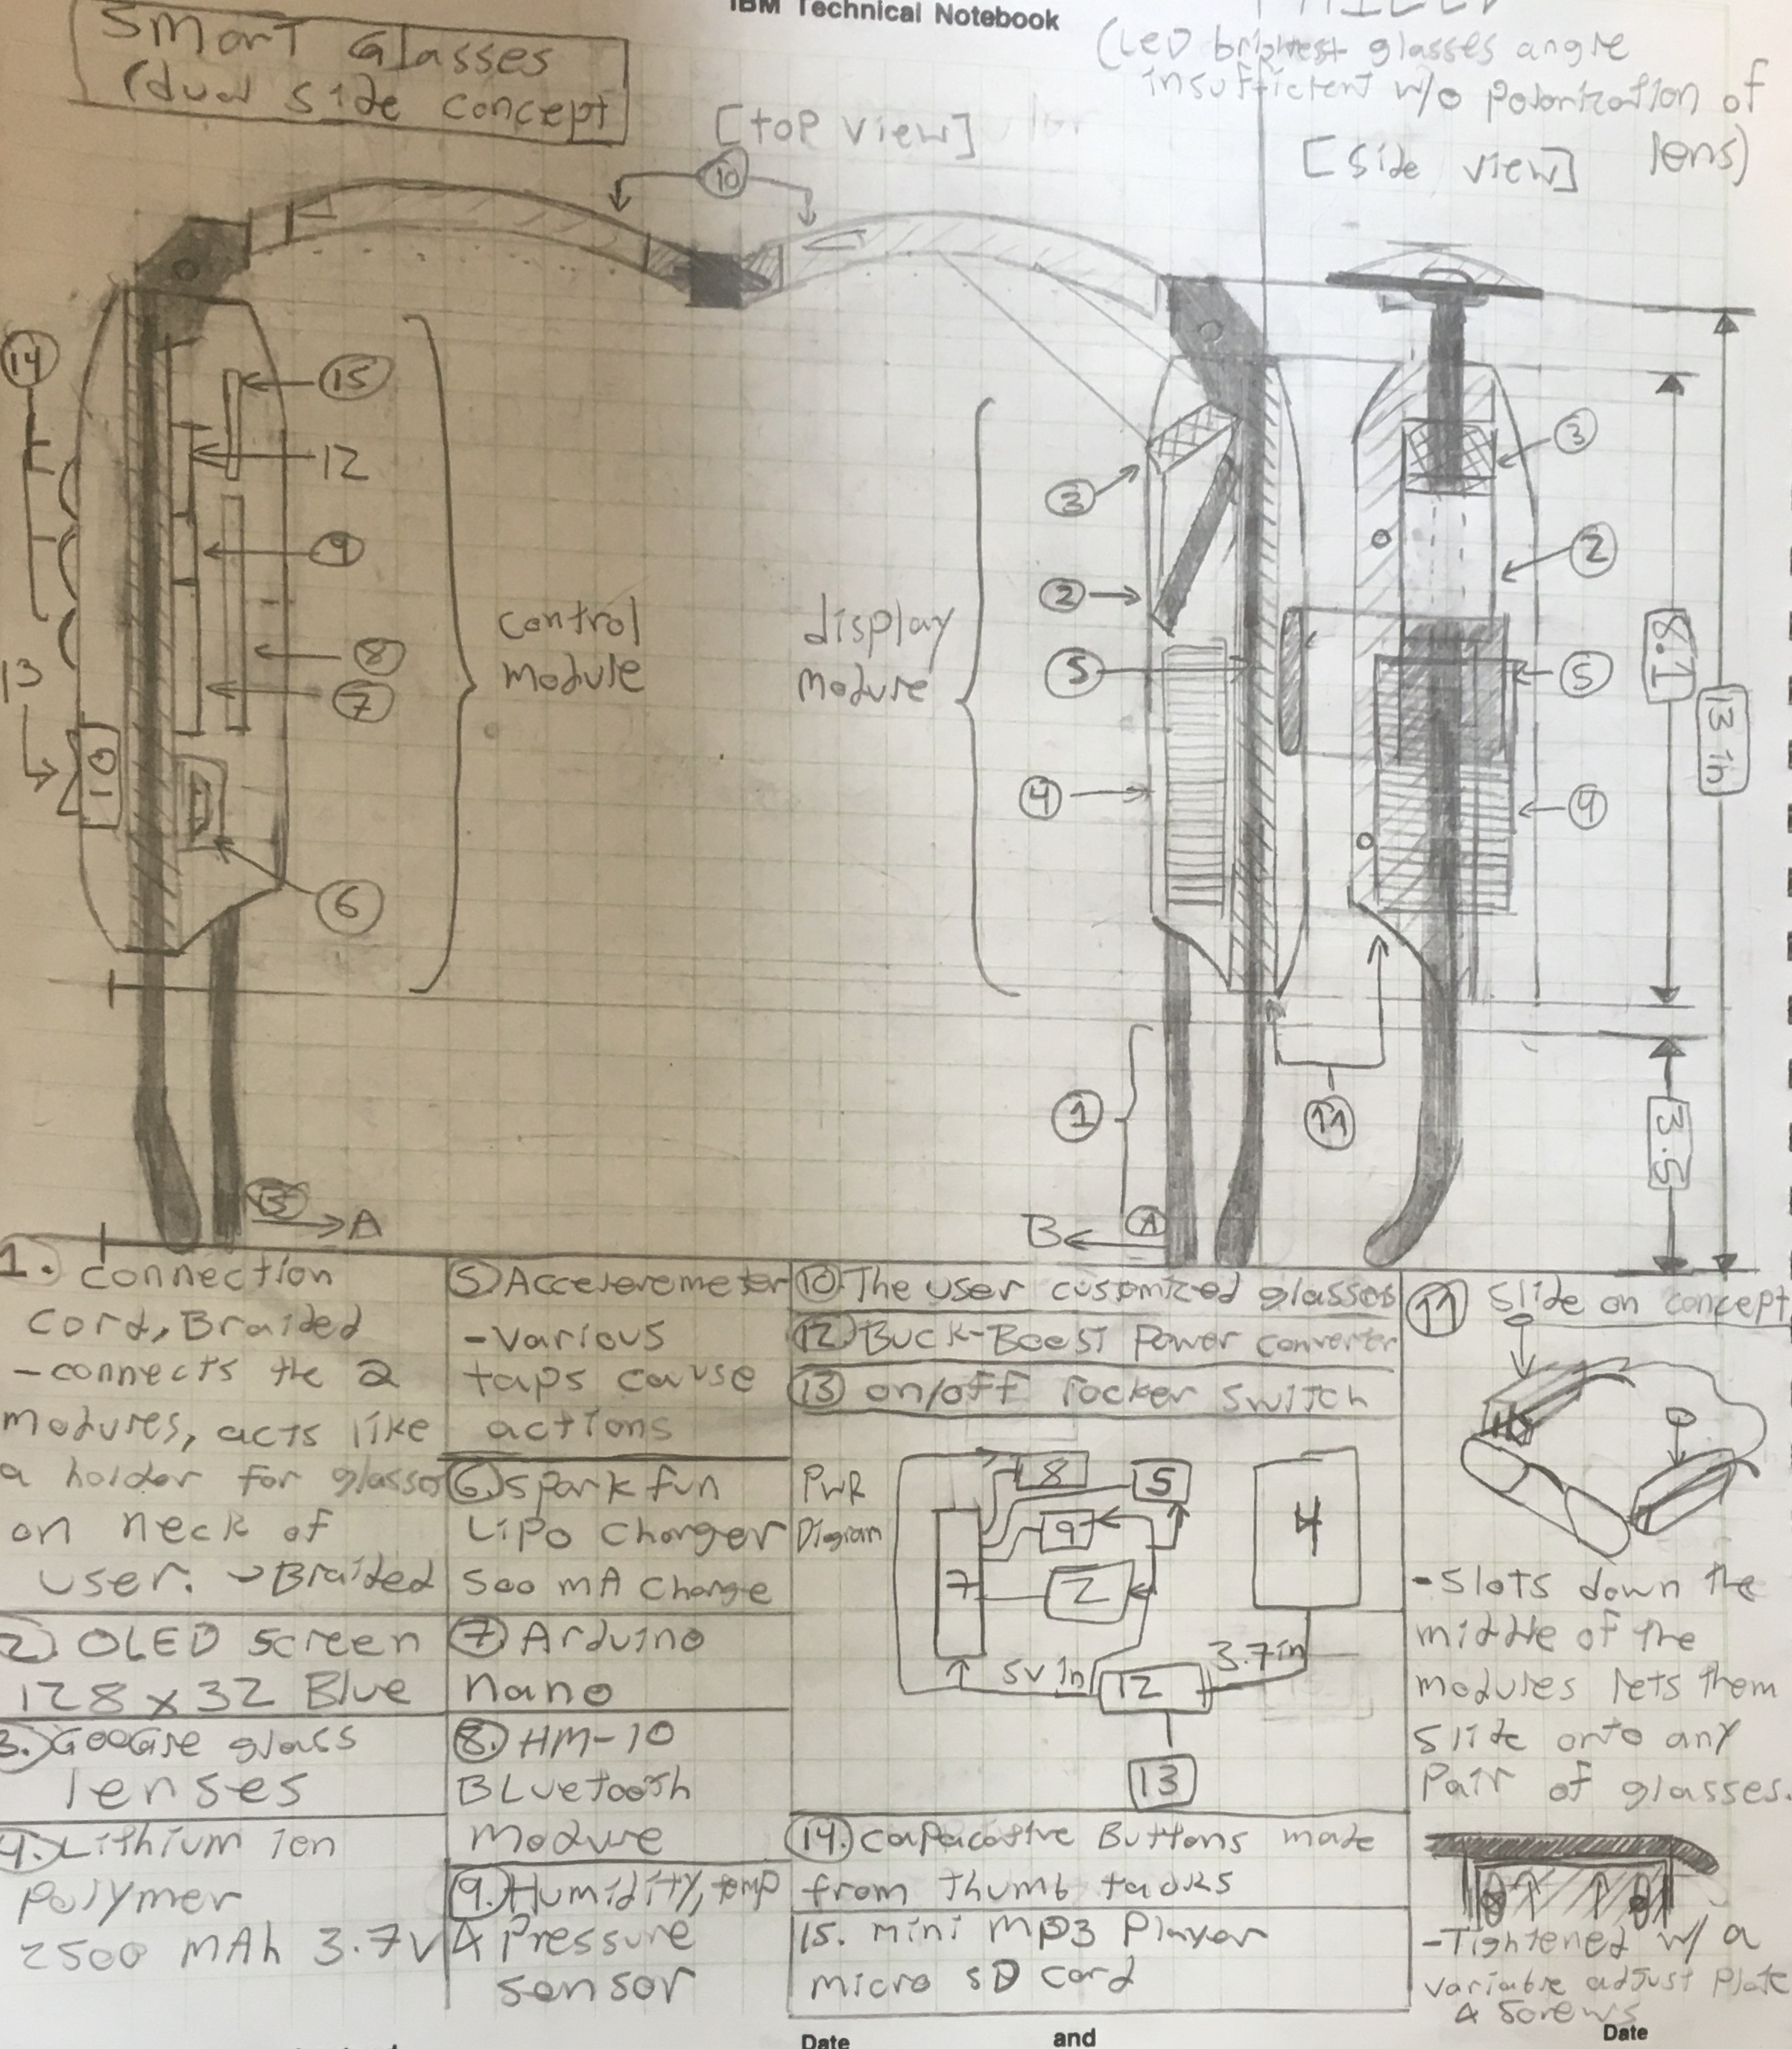 IBM Technical Notebook
Smart Glasses
(dual side concept
[top view]
FAILED
(LED brightest glasses angle
insufficient w/o polarization of
lens)
[side view]
10
14
15
12
9
8
7
13
10
6
control
module
display
module
3
2
5
4
1
11
3
2
5
4
8.1
13 in
3.5
B
A
B
A
1. connection
cord, Braided
- connects the 2
modules, acts like
a holder for glasses
on neck of
user. → Braided
2. OLED screen
128 x 32 Blue
3. Google glass
lenses
4. Lithium ion
polymer
2500 mAh 3.7v
5 Acceleremeter
- various
taps cause
actions
6. spark fun
Lipo charger
500 mA charge
7. Arduino
nano
8. HM-10
Bluetooth
module
9. Humidity, temp
& Pressure
sensor
10. The user customized glasses
12 Buck-Boost Power converter
13 on/off rocker switch
PWR
Digram
8
5
9
7
2
4
5v in
12
3.7 in
13
14. capacative Buttons made
from thumb tacks
15. mini MP3 Player
micro SD card
11 Slide on concept
- Slots down the
middle of the
modules lets them
slide onto any
Pair of glasses.
- Tightened w/ a
variable adjust plate
& screws
Date
and
Date